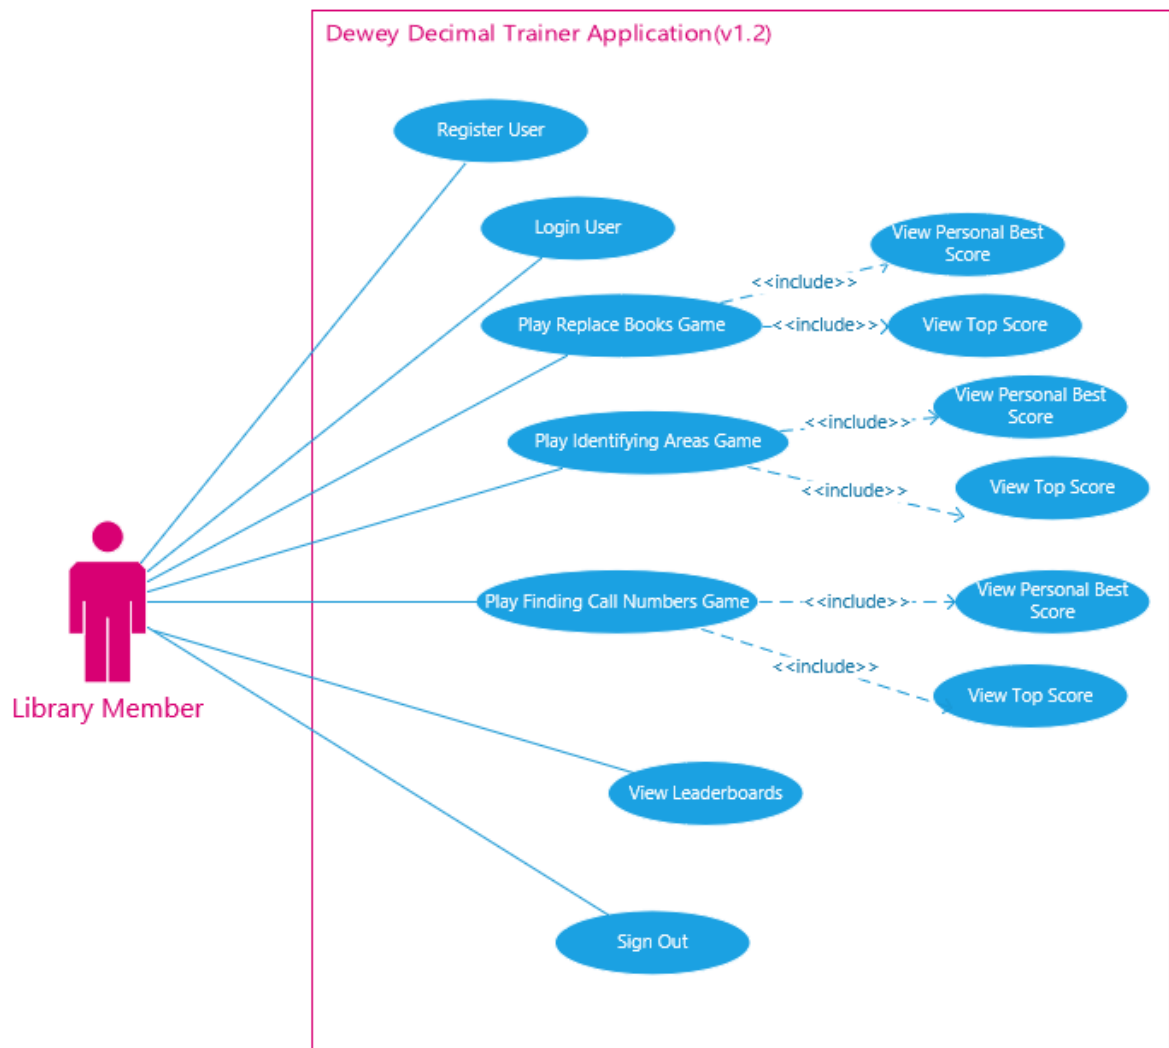 Dewey Decimal Trainer Application(v1.2)
Register User
Login User
View Personal Best
Score
<<include>>
Play Replace Books Game
<<include>>
View Top Score
View Personal Best
Score
<<include>>
Play Identifying Areas Game
<<include>>
View Top Score
Play Finding Call Numbers Game
<<include>>
View Personal Best
Score
<<include>>
View Top Score
Library Member
View Leaderboards
Sign Out